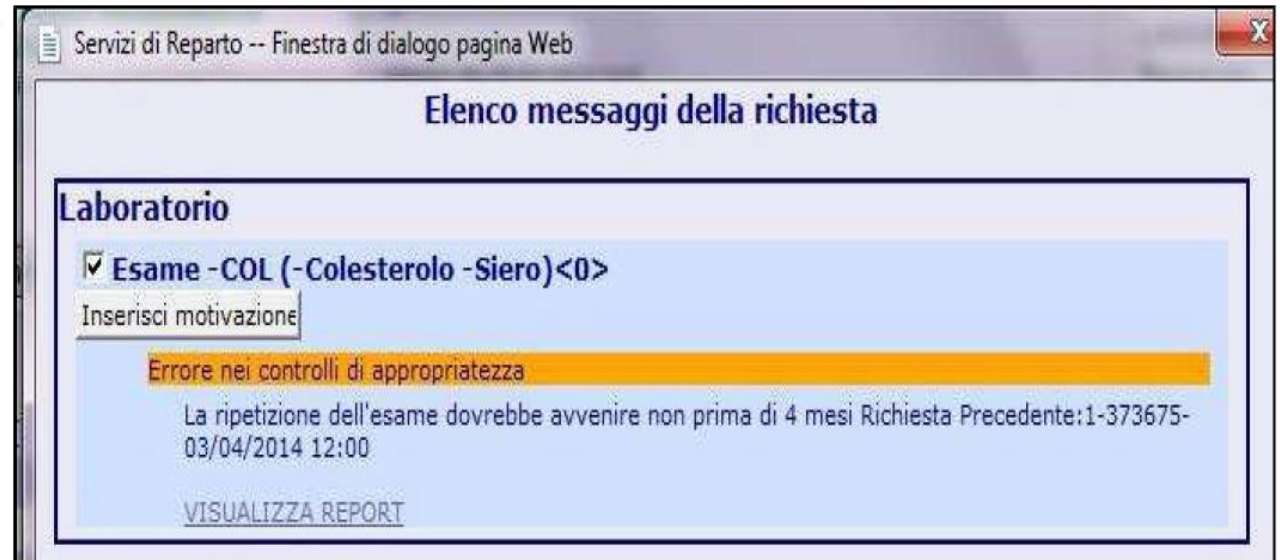 Servizi di Reparto -- Finestra di dialogo pagina Web
X
Elenco messaggi della richiesta
Laboratorio
Esame -COL (-Colesterolo -Siero)<0>
Inserisci motivazione
Errore nei controlli di appropriatezza
La ripetizione dell'esame dovrebbe avvenire non prima di 4 mesi Richiesta Precedente:1-373675-
03/04/2014 12:00
VISUALIZZA REPORT